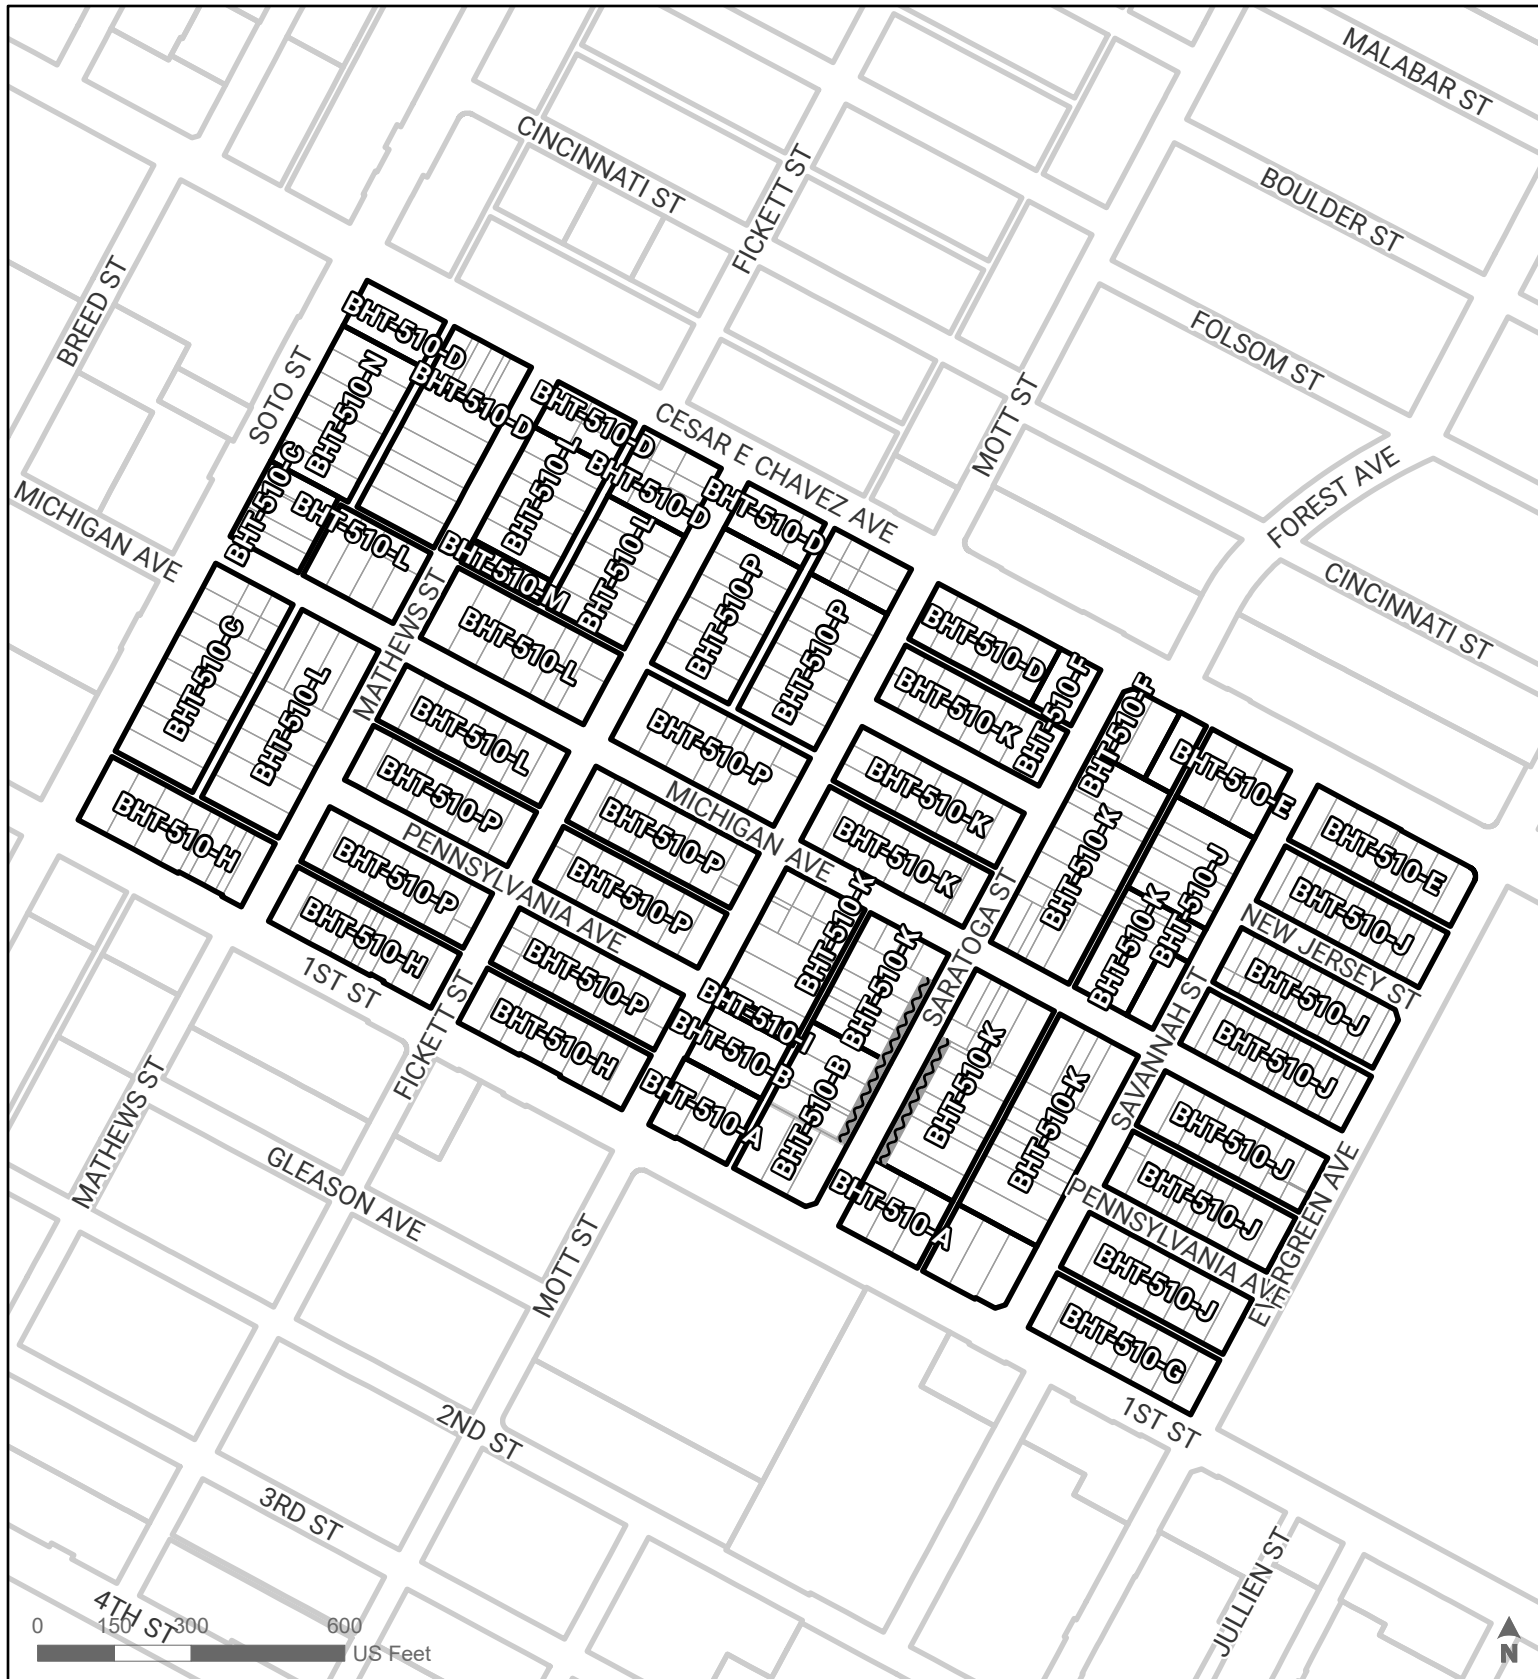 MALABAR ST
CINCINNATI ST
FICKETT ST
BOULDER ST
BREED ST
FOLSOM ST
SOTO ST
MOTT ST
CESAR E CHAVEZ AVE
FOREST AVE
MICHIGAN AVE
CINCINNATI ST
BHT-510-D
BHT-510-N
BHT-510-D
BHT-510-D
BHT-510-L
BHT-510-D
BHT-510-D
BHT-510-C
BHT-510-L
BHT-510-M
BHT-510-L
BHT-510-P
BHT-510-P
BHT-510-L
MATHEWS ST
BHT-510-D
BHT-510-F
BHT-510-K
BHT-510-F
BHT-510-C
BHT-510-L
BHT-510-L
BHT-510-P
BHT-510-K
BHT-510-E
BHT-510-P
MICHIGAN AVE
BHT-510-P
BHT-510-K
BHT-510-K
BHT-510-J
BHT-510-E
BHT-510-H
PENNSYLVANIA AVE
BHT-510-P
BHT-510-P
BHT-510-K
BHT-510-K
SARATOGA ST
BHT-510-K
BHT-510-J
BHT-510-J
NEW JERSEY ST
BHT-510-H
1ST ST
BHT-510-P
BHT-510-J
BHT-510-J
SAVANNAH ST
FICKETT ST
BHT-510-H
BHT-510-I
BHT-510-B
BHT-510-A
BHT-510-B
BHT-510-K
BHT-510-K
BHT-510-J
BHT-510-J
PENNSYLVANIA AVE
EVERGREEN AVE
MATHEWS ST
GLEASON AVE
BHT-510-A
BHT-510-J
BHT-510-G
MOTT ST
1ST ST
2ND ST
3RD ST
4TH ST
JULLIEN ST
0 150 300 600
US Feet
N